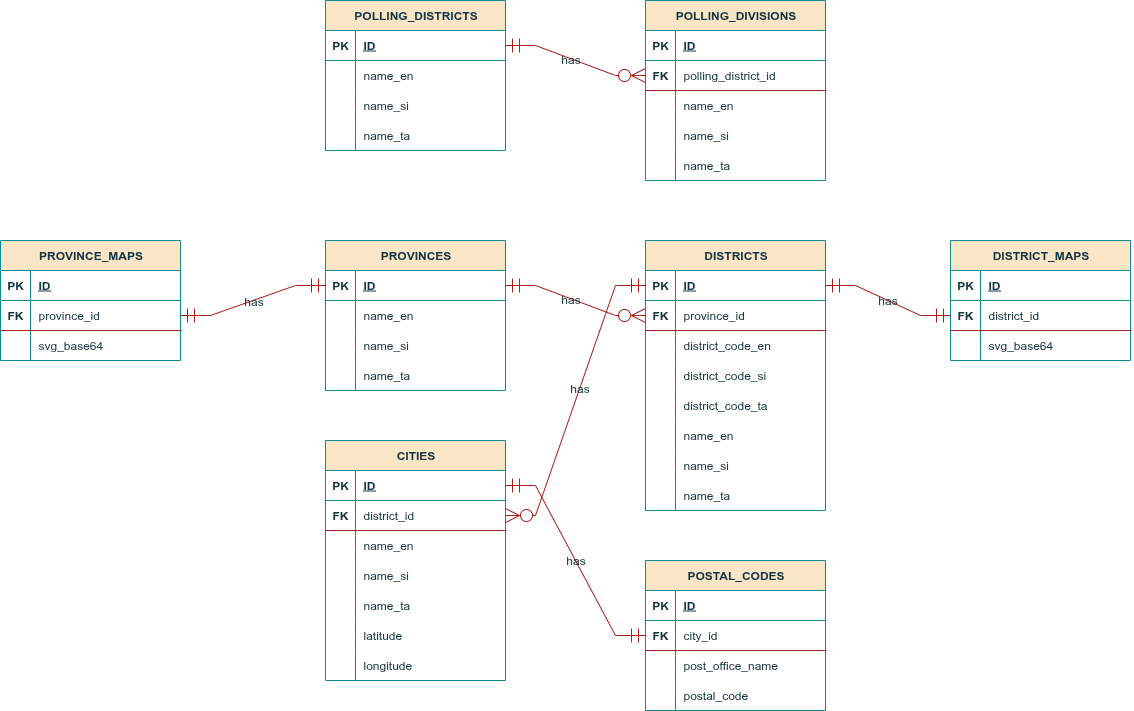 POLLING_DISTRICTS
PK ID
name_en
name_si
name_ta
has
POLLING_DIVISIONS
PK ID
FK polling_district_id
name_en
name_si
name_ta
PROVINCE_MAPS
PK ID
FK province_id
svg_base64
has
PROVINCES
PK ID
name_en
name_si
name_ta
has
DISTRICTS
PK ID
FK province_id
district_code_en
district_code_si
district_code_ta
name_en
name_si
name_ta
has
DISTRICT_MAPS
PK ID
FK district_id
svg_base64
has
CITIES
PK ID
FK district_id
name_en
name_si
name_ta
latitude
longitude
has
POSTAL_CODES
PK ID
FK city_id
post_office_name
postal_code